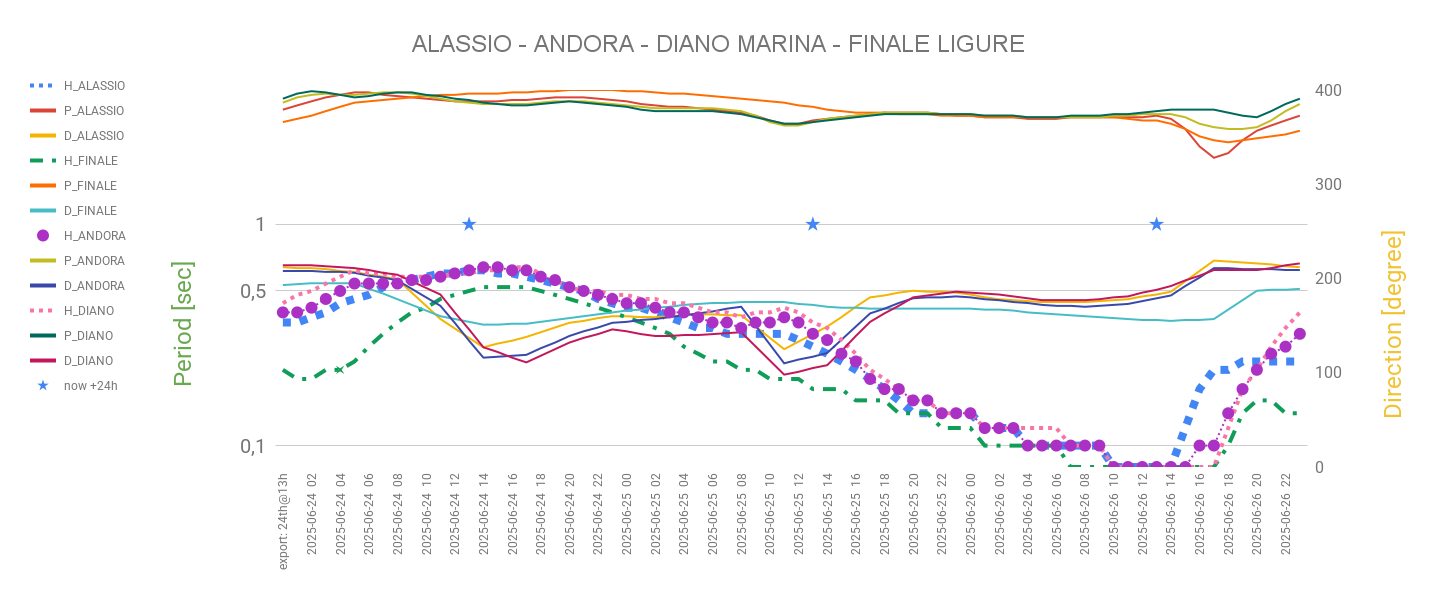 ALASSIO - ANDORA - DIANO MARINA - FINALE LIGURE
H_ALASSIO
P_ALASSIO
D_ALASSIO
H_FINALE
P_FINALE
D_FINALE
H_ANDORA
P_ANDORA
D_ANDORA
H_DIANO
P_DIANO
D_DIANO
now +24h
Period [sec]
1
0,5
0,1
400
300
200
100
0
Direction [degree]
export: 24th@13h
2025-06-24 02
2025-06-24 04
2025-06-24 06
2025-06-24 08
2025-06-24 10
2025-06-24 12
2025-06-24 14
2025-06-24 16
2025-06-24 18
2025-06-24 20
2025-06-24 22
2025-06-25 00
2025-06-25 02
2025-06-25 04
2025-06-25 06
2025-06-25 08
2025-06-25 10
2025-06-25 12
2025-06-25 14
2025-06-25 16
2025-06-25 18
2025-06-25 20
2025-06-25 22
2025-06-26 00
2025-06-26 02
2025-06-26 04
2025-06-26 06
2025-06-26 08
2025-06-26 10
2025-06-26 12
2025-06-26 14
2025-06-26 16
2025-06-26 18
2025-06-26 20
2025-06-26 22